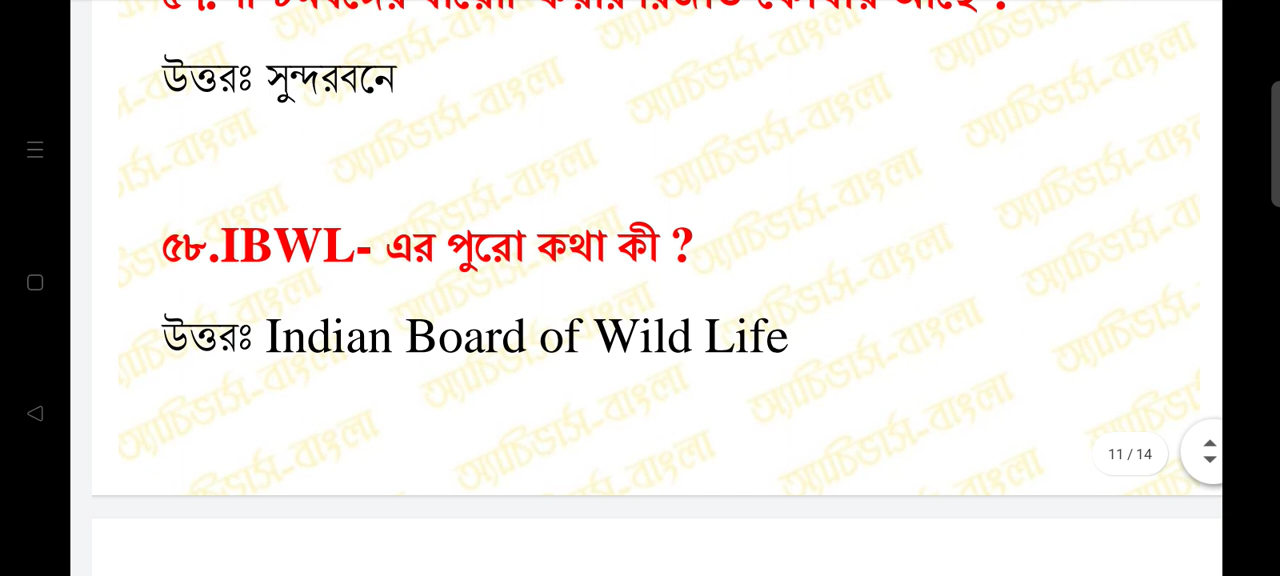 উত্তরঃ সুন্দরবনে
৫৮.IBWL- এর পুরো কথা কী ?
উত্তরঃ Indian Board of Wild Life
11 / 14